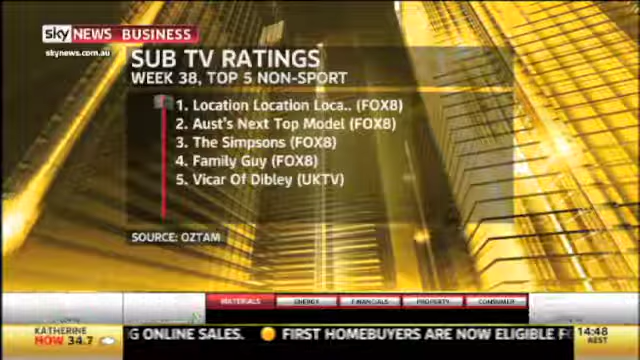 sky NEWS BUSINESS
skynews.com.au
SUB TV RATINGS
WEEK 38, TOP 5 NON-SPORT
1. Location Location Loca.. (FOX8)
2. Aust's Next Top Model (FOX8)
3. The Simpsons (FOX8)
4. Family Guy (FOX8)
5. Vicar Of Dibley (UKTV)
SOURCE: OZTAM
MATERIALS ENERGY FINANCIALS PROPERTY CONSUMER
KATHERINE
NOW 34.7
G ONLINE SALES. FIRST HOMEBUYERS ARE NOW ELIGIBLE F
14:48